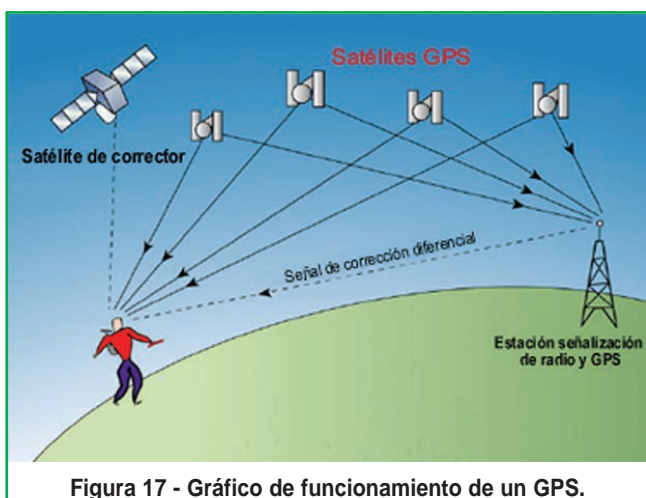 Satélites GPS
Satélife de corrector
Señal de corrección diferencial
Estación señalización
de radio y GPS
Figura 17 - Gráfico de funcionamiento de un GPS.